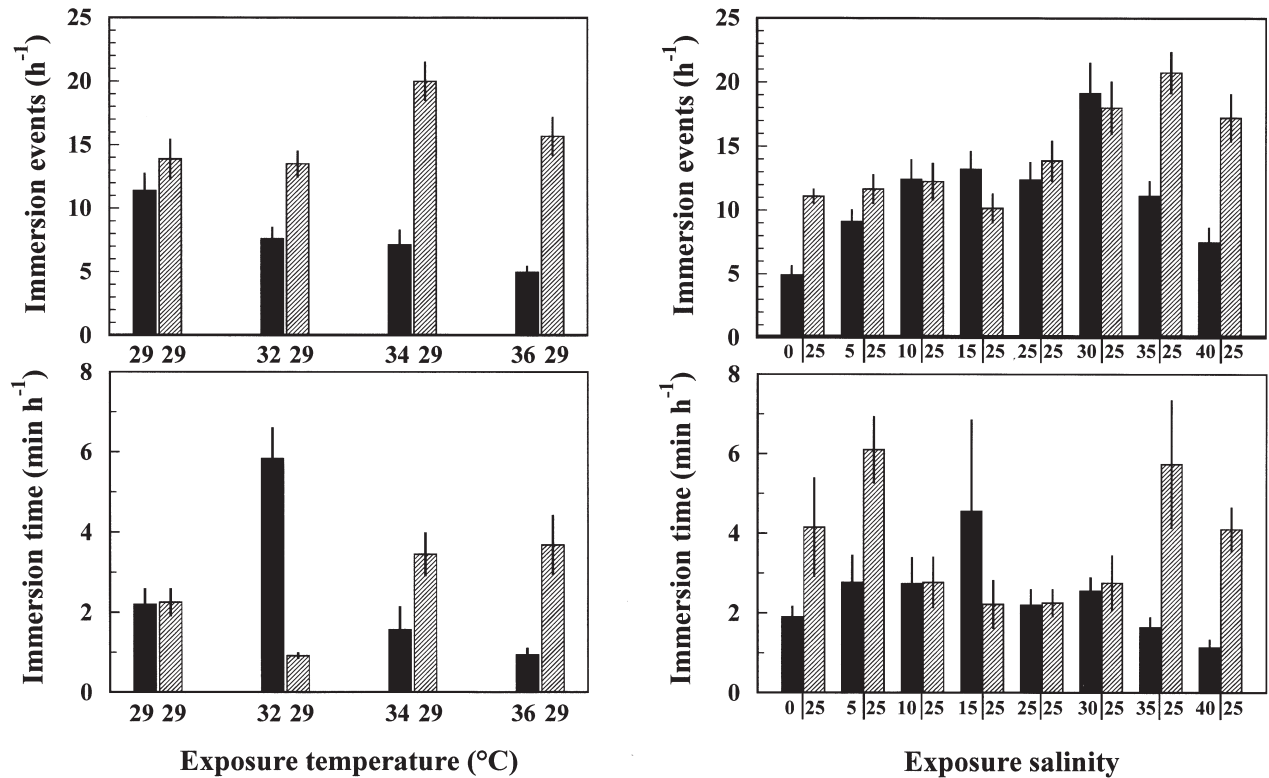 Immersion events (h-1)
25
20
15
10
5
0
29 29 32 29 34 29 36 29
Immersion events (h-1)
25
20
15
10
5
0
0 25 5 25 10 25 15 25 25 25 30 25 35 25 40 25
Immersion time (min h-1)
8
6
4
2
0
29 29 32 29 34 29 36 29
Exposure temperature (°C)
Immersion time (min h-1)
8
6
4
2
0
0 25 5 25 10 25 15 25 25 25 30 25 35 25 40 25
Exposure salinity